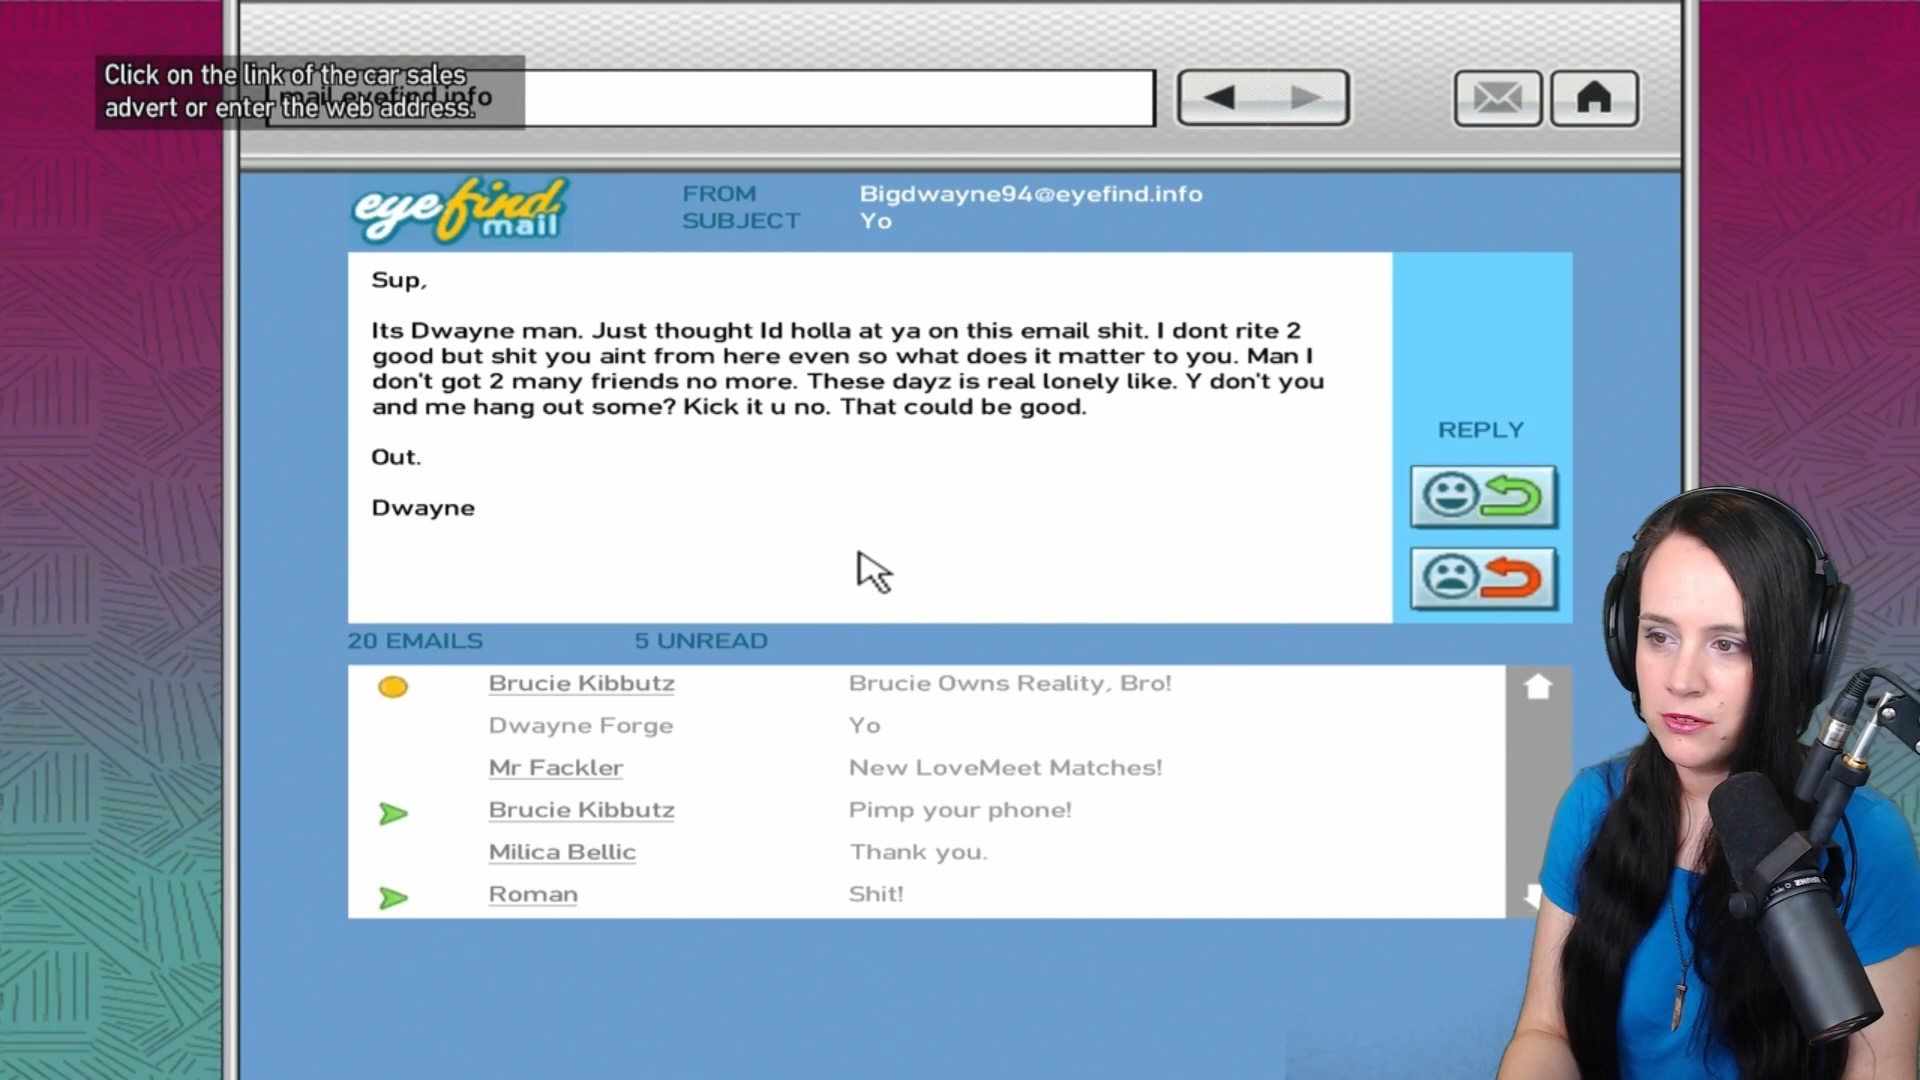 Click on the link of the car sales
advert or enter the web address.
mail.eyefind.info
eyefind
mail
FROM Bigdwayne94@eyefind.info
SUBJECT Yo
Sup,
Its Dwayne man. Just thought Id holla at ya on this email shit. I dont rite 2
good but shit you aint from here even so what does it matter to you. Man I
don't got 2 many friends no more. These dayz is real lonely like. Y don't you
and me hang out some? Kick it u no. That could be good.
Out.
Dwayne
REPLY
20 EMAILS 5 UNREAD
Brucie Kibbutz Brucie Owns Reality, Bro!
Dwayne Forge Yo
Mr Fackler New LoveMeet Matches!
Brucie Kibbutz Pimp your phone!
Milica Bellic Thank you.
Roman Shit!